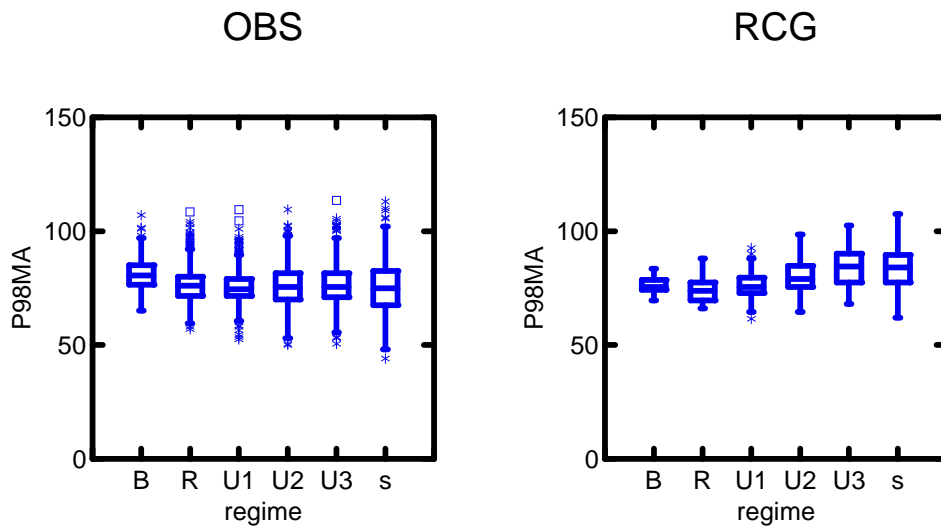 OBS
150
100
50
0
P98MA
B R U1 U2 U3 s
regime
RCG
150
100
50
0
P98MA
B R U1 U2 U3 s
regime